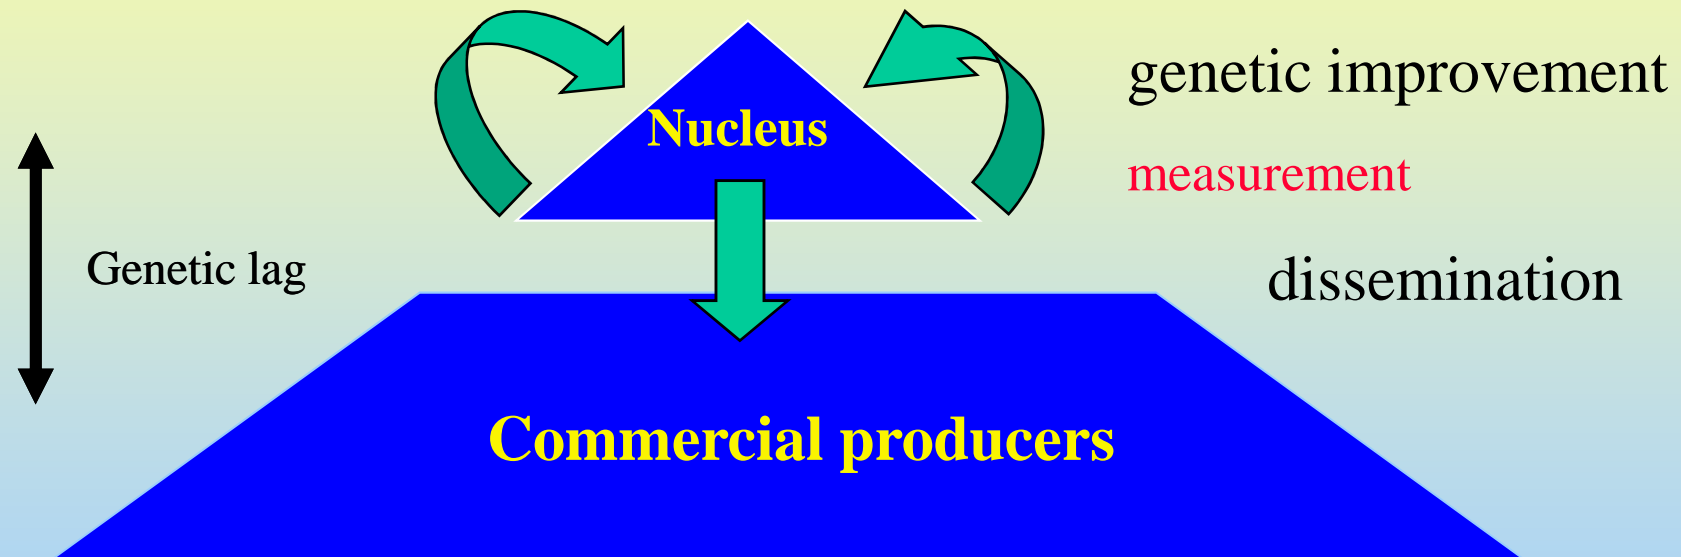 genetic improvement
Nucleus
measurement
Genetic lag
dissemination
Commercial producers